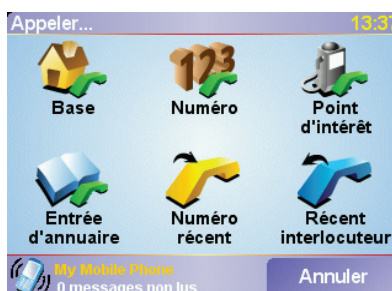 Appeler... 13:37
Base Numéro Point
d'intérêt
Entrée Numéro Récent
d'annuaire récent interlocuteur
My Mobile Phone
0 messages non lus Annuler